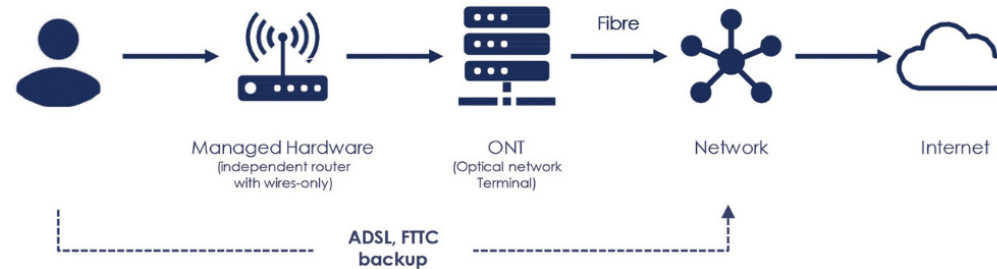 Fibre
Managed Hardware
(independent router
with wires-only)
ONT
(Optical network
Terminal)
Network
Internet
ADSL, FTTC
backup